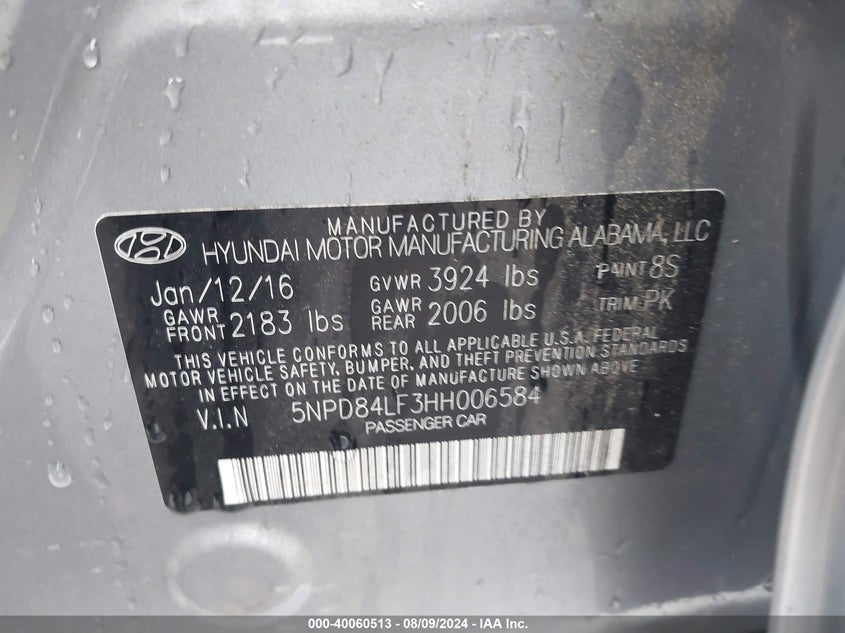 MANUFACTURED BY
HYUNDAI MOTOR MANUFACTURING ALABAMA, LLC
Jan/12/16 GVWR 3924 lbs PAINT 8S
GAWR FRONT 2183 lbs GAWR REAR 2006 lbs TRIM PK
THIS VEHICLE CONFORMS TO ALL APPLICABLE U.S.A. FEDERAL
MOTOR VEHICLE SAFETY, BUMPER, AND THEFT PREVENTION STANDARDS
IN EFFECT ON THE DATE OF MANUFACTURE SHOWN ABOVE.
V.I.N 5NPD84LF3HH006584
PASSENGER CAR
000-40060513 - 08/09/2024 - IAA Inc.